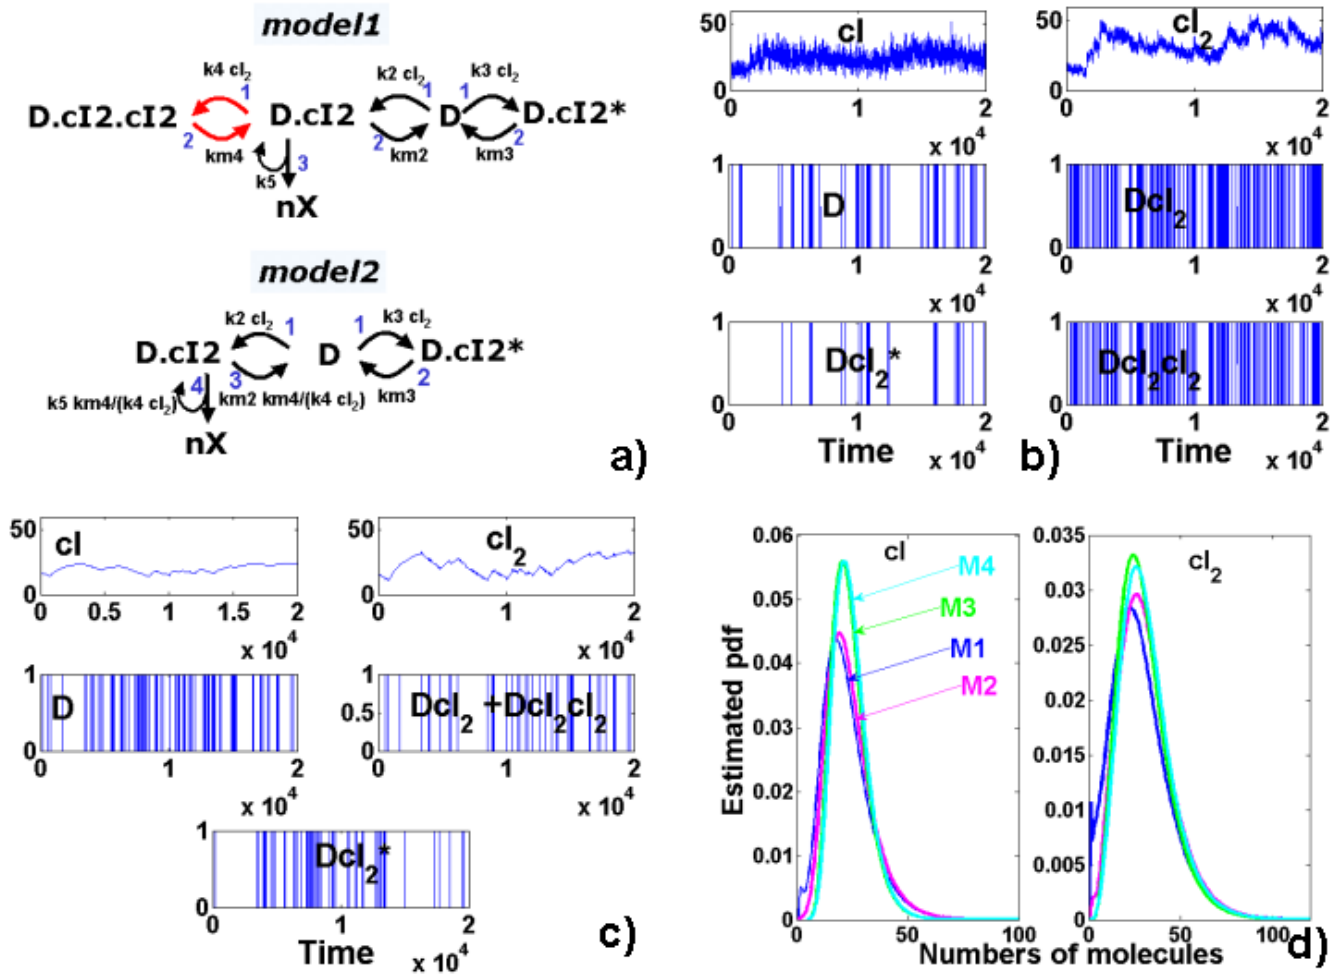 model1
k4 cl2 k2 cl2 k3 cl2
1 1 1
D.cI2.cI2 D.cI2 D D.cI2*
2 2 2
km4 km2 km3
k5 3
nX
model2
k2 cl2 1 1 k3 cl2
D.cI2 D D.cI2*
4 3 2
k5 km4/(k4 cl2) km2 km4/(k4 cl2) km3
nX
a)
50
0
cI
0 1 2
x 10^4
50
0
cI2
0 1 2
x 10^4
1
0
D
0 1 2
x 10^4
1
0
DcI2
0 1 2
x 10^4
1
0
DcI2*
0 1 2
Time x 10^4
1
0
DcI2cI2
0 1 2
Time x 10^4
b)
50
0
cI
0 0.5 1 1.5 2
x 10^4
50
0
cI2
0 1 2
x 10^4
1
0
D
0 1 2
x 10^4
1
0.5
0
DcI2 +DcI2cI2
0 1 2
x 10^4
1
0
DcI2*
0 1 2
Time x 10^4
c)
Estimated pdf
0.06
0.05
0.04
0.03
0.02
0.01
0
cI
M4
M3
M1
M2
0 50 100
0.035
0.03
0.025
0.02
0.015
0.01
0.005
0
cI2
0 50 100
Numbers of molecules
d)